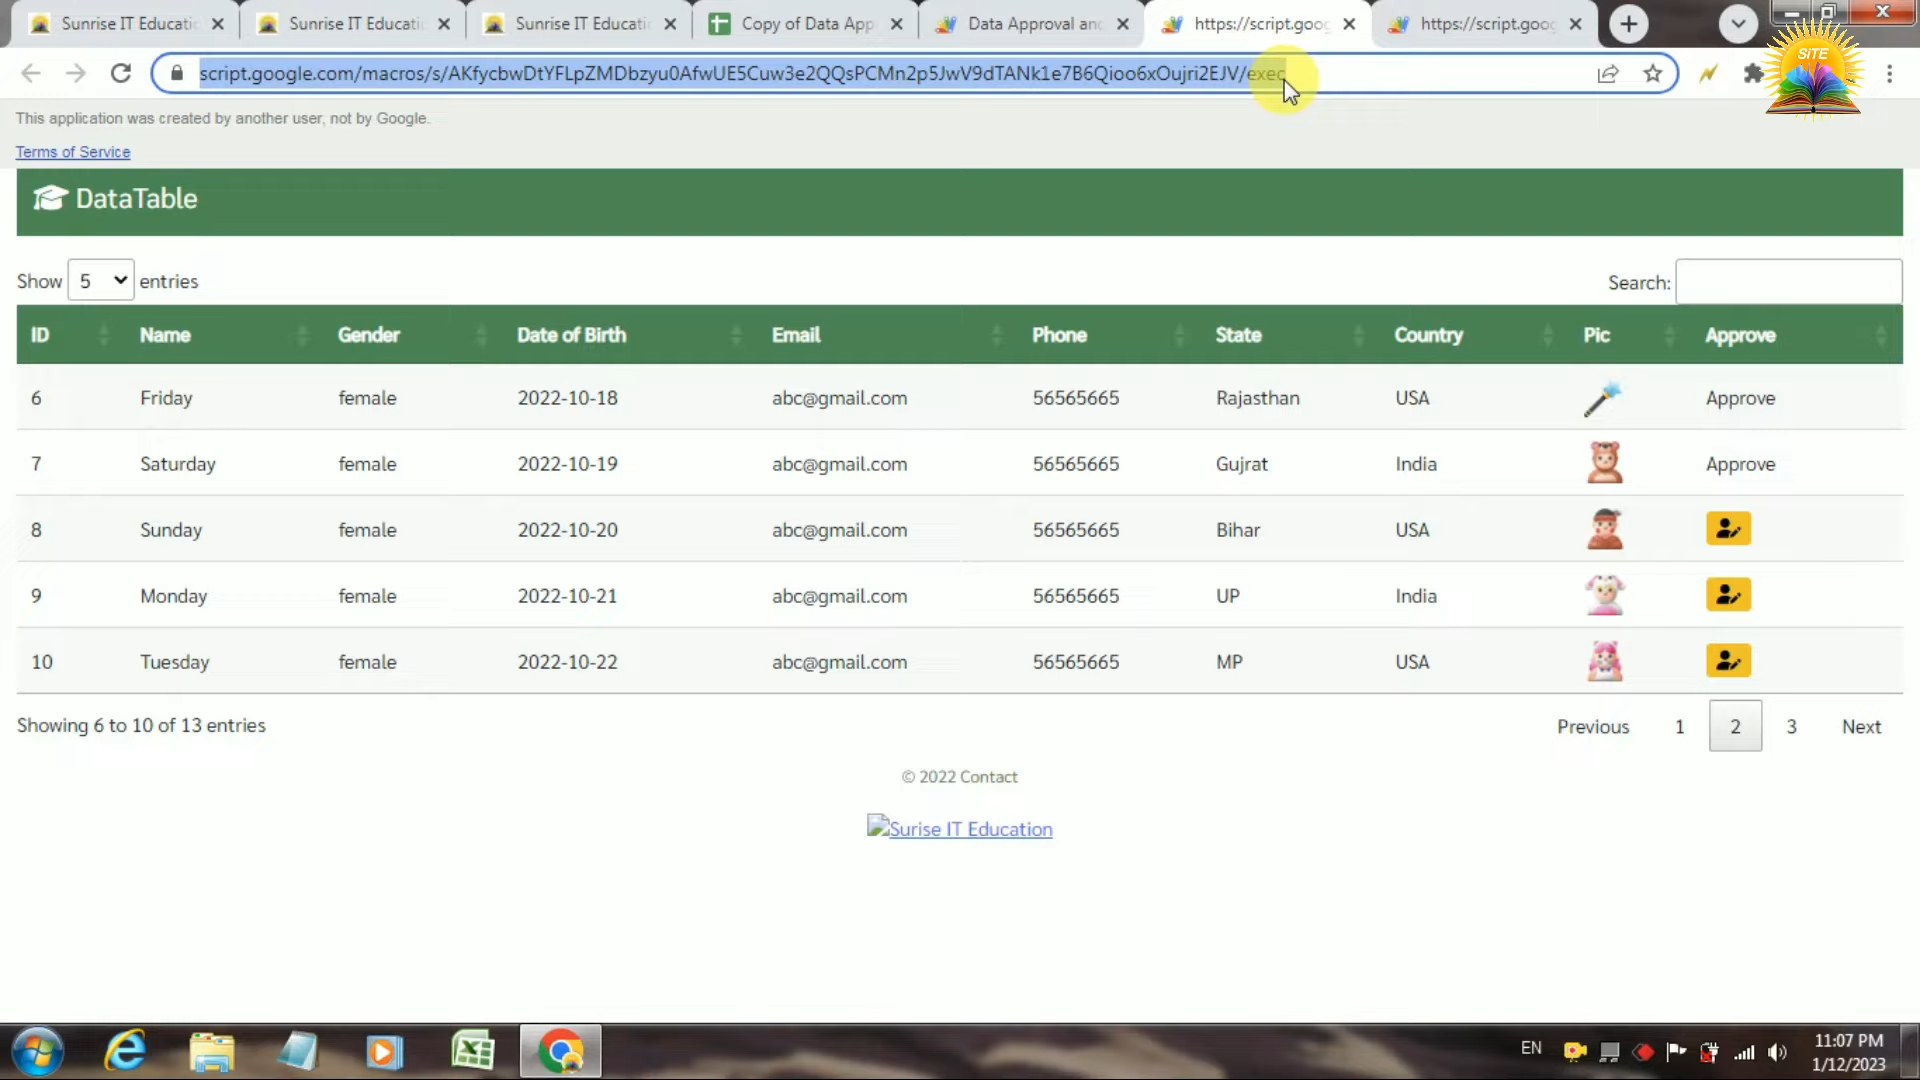 Sunrise IT Educatio
Sunrise IT Educati
Sunrise IT Educati
Copy of Data App
Data Approval an
https://script.goog
https://script.goog
SITE
script.google.com/macros/s/AKfycbwDtYFLpZMDbzyu0AfwUE5Cuw3e2QQsPCMn2p5JwV9dTANk1e7B6Qioo6xOujri2EJV/exec
This application was created by another user, not by Google.
Terms of Service
DataTable
Show 5 entries
Search:
ID Name Gender Date of Birth Email Phone State Country Pic Approve
6 Friday female 2022-10-18 abc@gmail.com 56565665 Rajasthan USA Approve
7 Saturday female 2022-10-19 abc@gmail.com 56565665 Gujrat India Approve
8 Sunday female 2022-10-20 abc@gmail.com 56565665 Bihar USA
9 Monday female 2022-10-21 abc@gmail.com 56565665 UP India
10 Tuesday female 2022-10-22 abc@gmail.com 56565665 MP USA
Showing 6 to 10 of 13 entries
Previous 1 2 3 Next
© 2022 Contact
Surise IT Education
EN
11:07 PM
1/12/2023